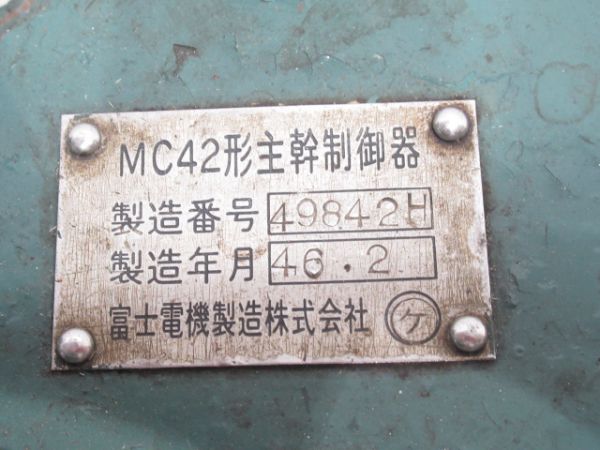 MC42形主幹制御器
製造番号 49842H
製造年月 46.2
富士電機製造株式会社 ケ